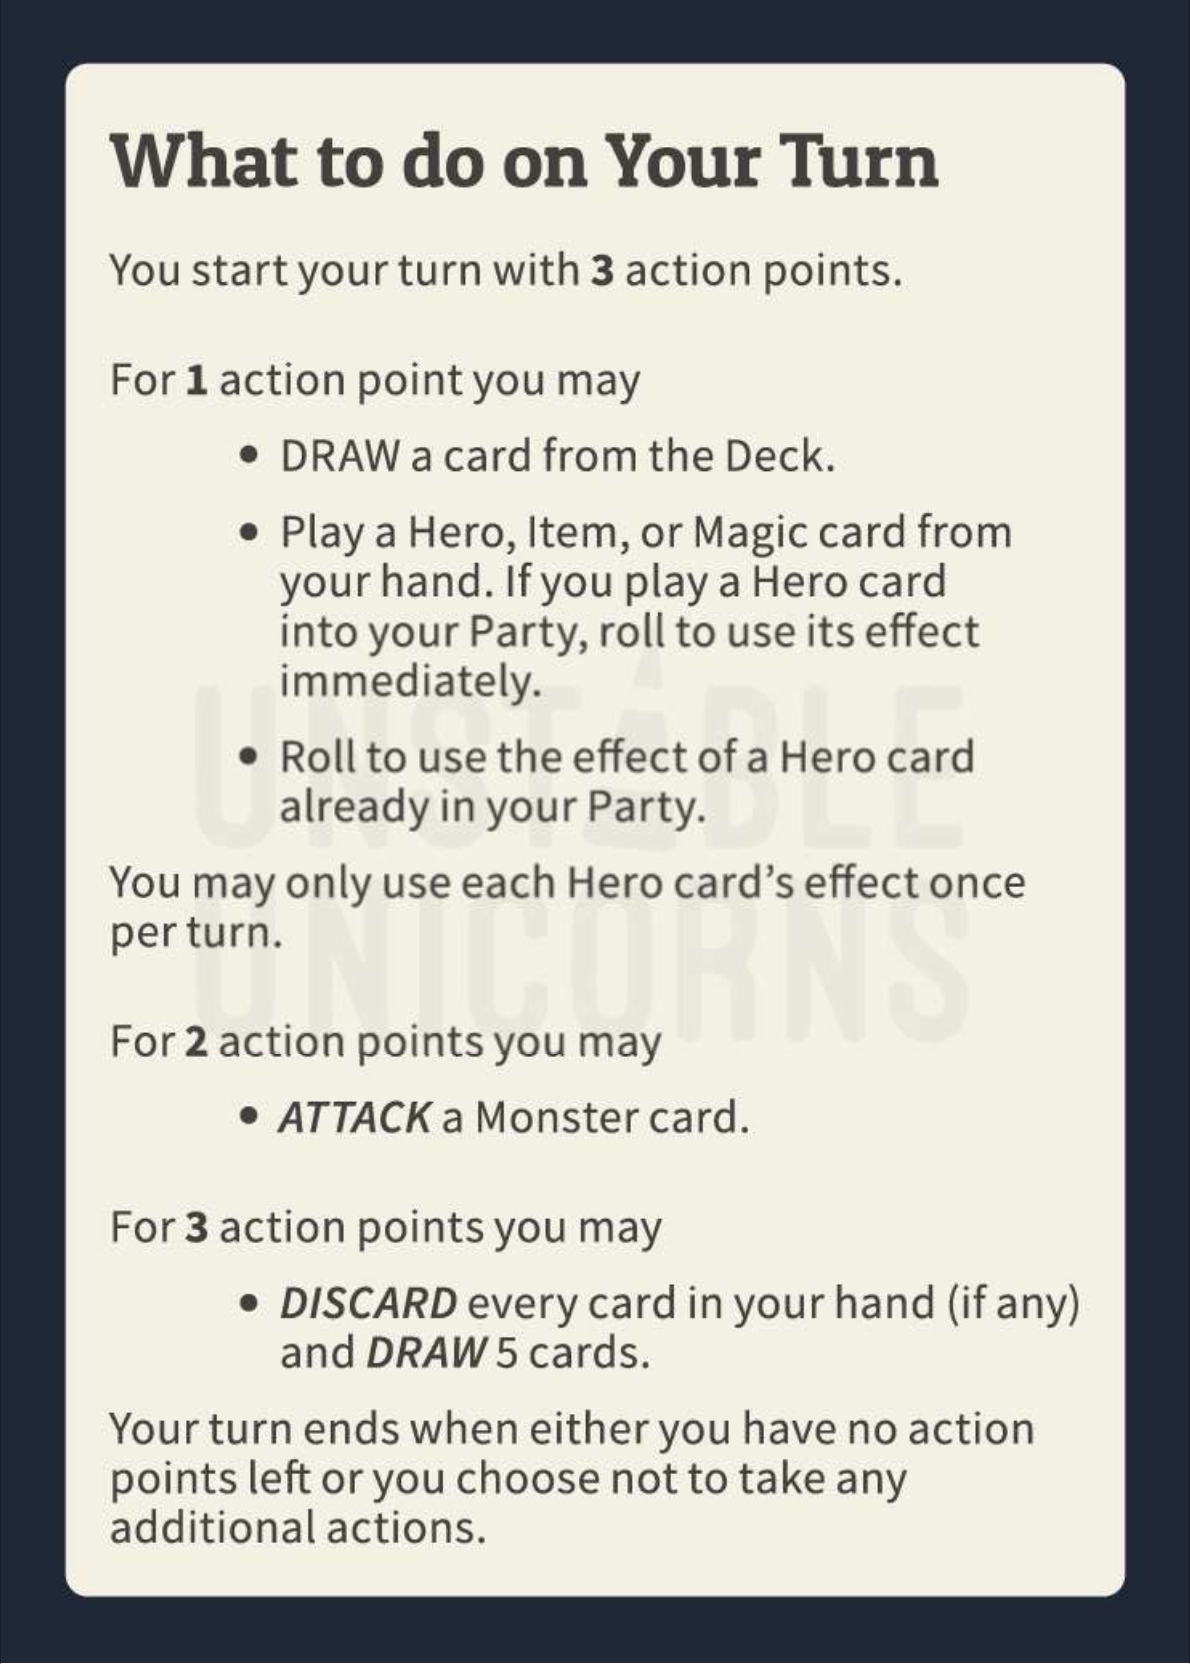 What to do on Your Turn
You start your turn with 3 action points.
For 1 action point you may
• DRAW a card from the Deck.
• Play a Hero, Item, or Magic card from
your hand. If you play a Hero card
into your Party, roll to use its effect
immediately.
• Roll to use the effect of a Hero card
already in your Party.
You may only use each Hero card’s effect once
per turn.
For 2 action points you may
• ATTACK a Monster card.
For 3 action points you may
• DISCARD every card in your hand (if any)
and DRAW 5 cards.
Your turn ends when either you have no action
points left or you choose not to take any
additional actions.
UNSTABLE
UNICORNS